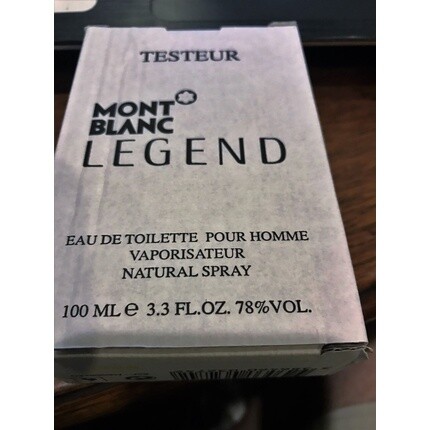 TESTEUR
MONT
BLANC
LEGEND
EAU DE TOILETTE POUR HOMME
VAPORISATEUR
NATURAL SPRAY
100 ML e 3.3 FL.OZ. 78%VOL.